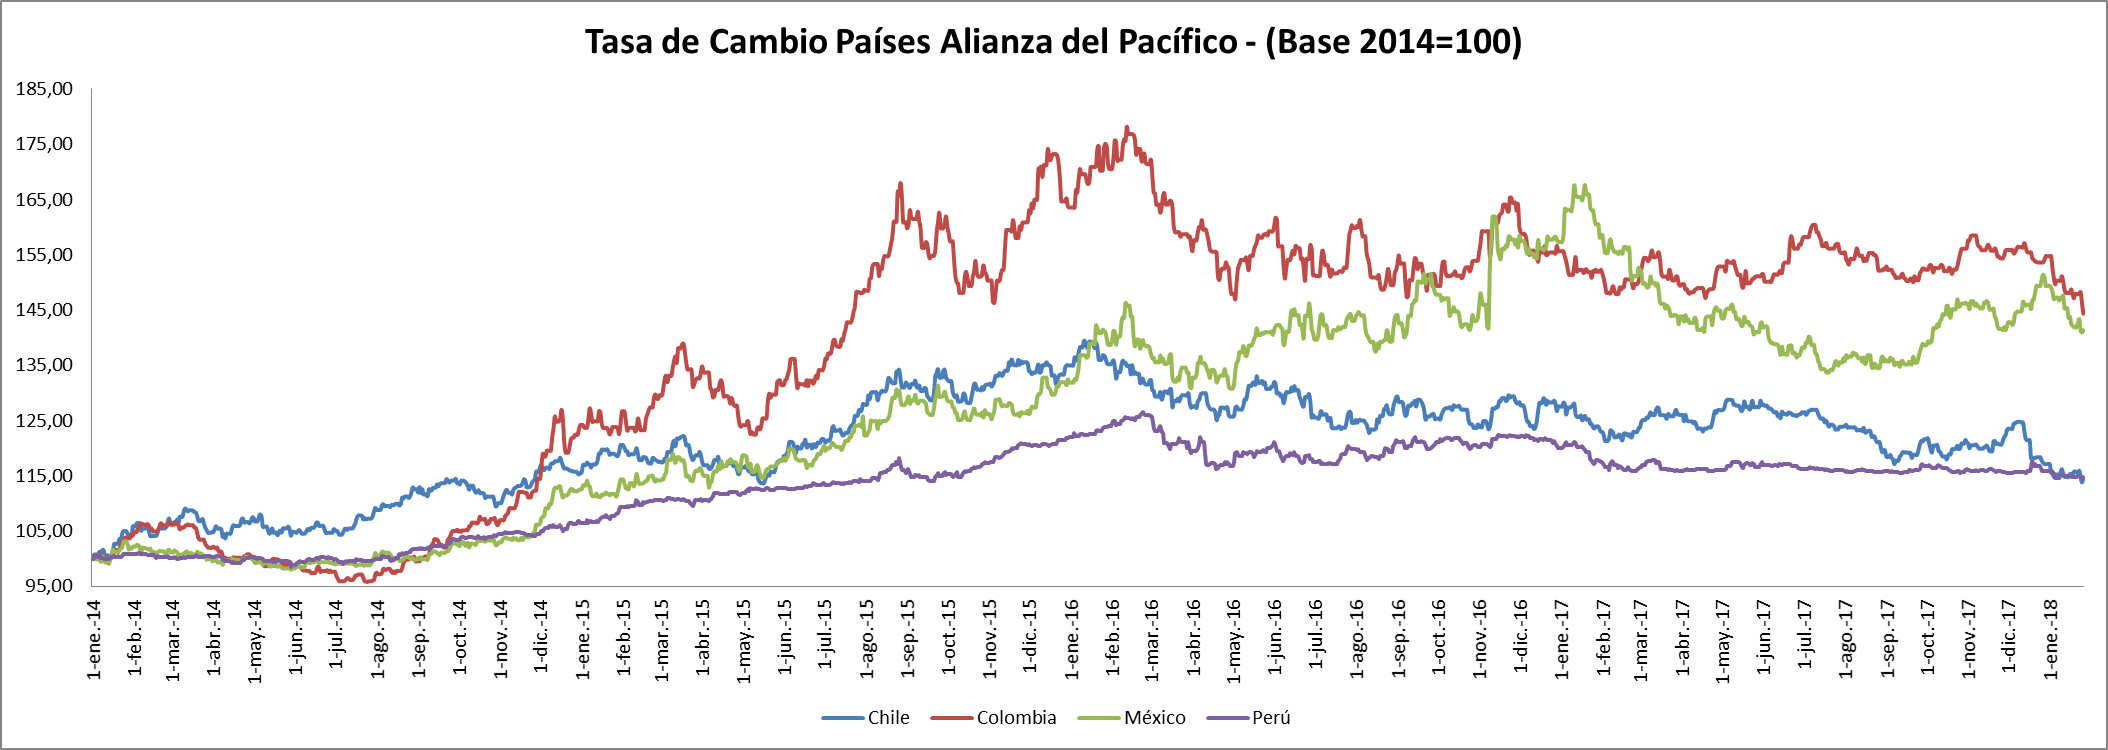 Tasa de Cambio Países Alianza del Pacífico - (Base 2014=100)
185,00
175,00
165,00
155,00
145,00
135,00
125,00
115,00
105,00
95,00
1-ene.-14
1-feb.-14
1-mar.-14
1-abr.-14
1-may.-14
1-jun.-14
1-jul.-14
1-ago.-14
1-sep.-14
1-oct.-14
1-nov.-14
1-dic.-14
1-ene.-15
1-feb.-15
1-mar.-15
1-abr.-15
1-may.-15
1-jun.-15
1-jul.-15
1-ago.-15
1-sep.-15
1-oct.-15
1-nov.-15
1-dic.-15
1-ene.-16
1-feb.-16
1-mar.-16
1-abr.-16
1-may.-16
1-jun.-16
1-jul.-16
1-ago.-16
1-sep.-16
1-oct.-16
1-nov.-16
1-dic.-16
1-ene.-17
1-feb.-17
1-mar.-17
1-abr.-17
1-may.-17
1-jun.-17
1-jul.-17
1-ago.-17
1-sep.-17
1-oct.-17
1-nov.-17
1-dic.-17
1-ene.-18
Chile Colombia México Perú